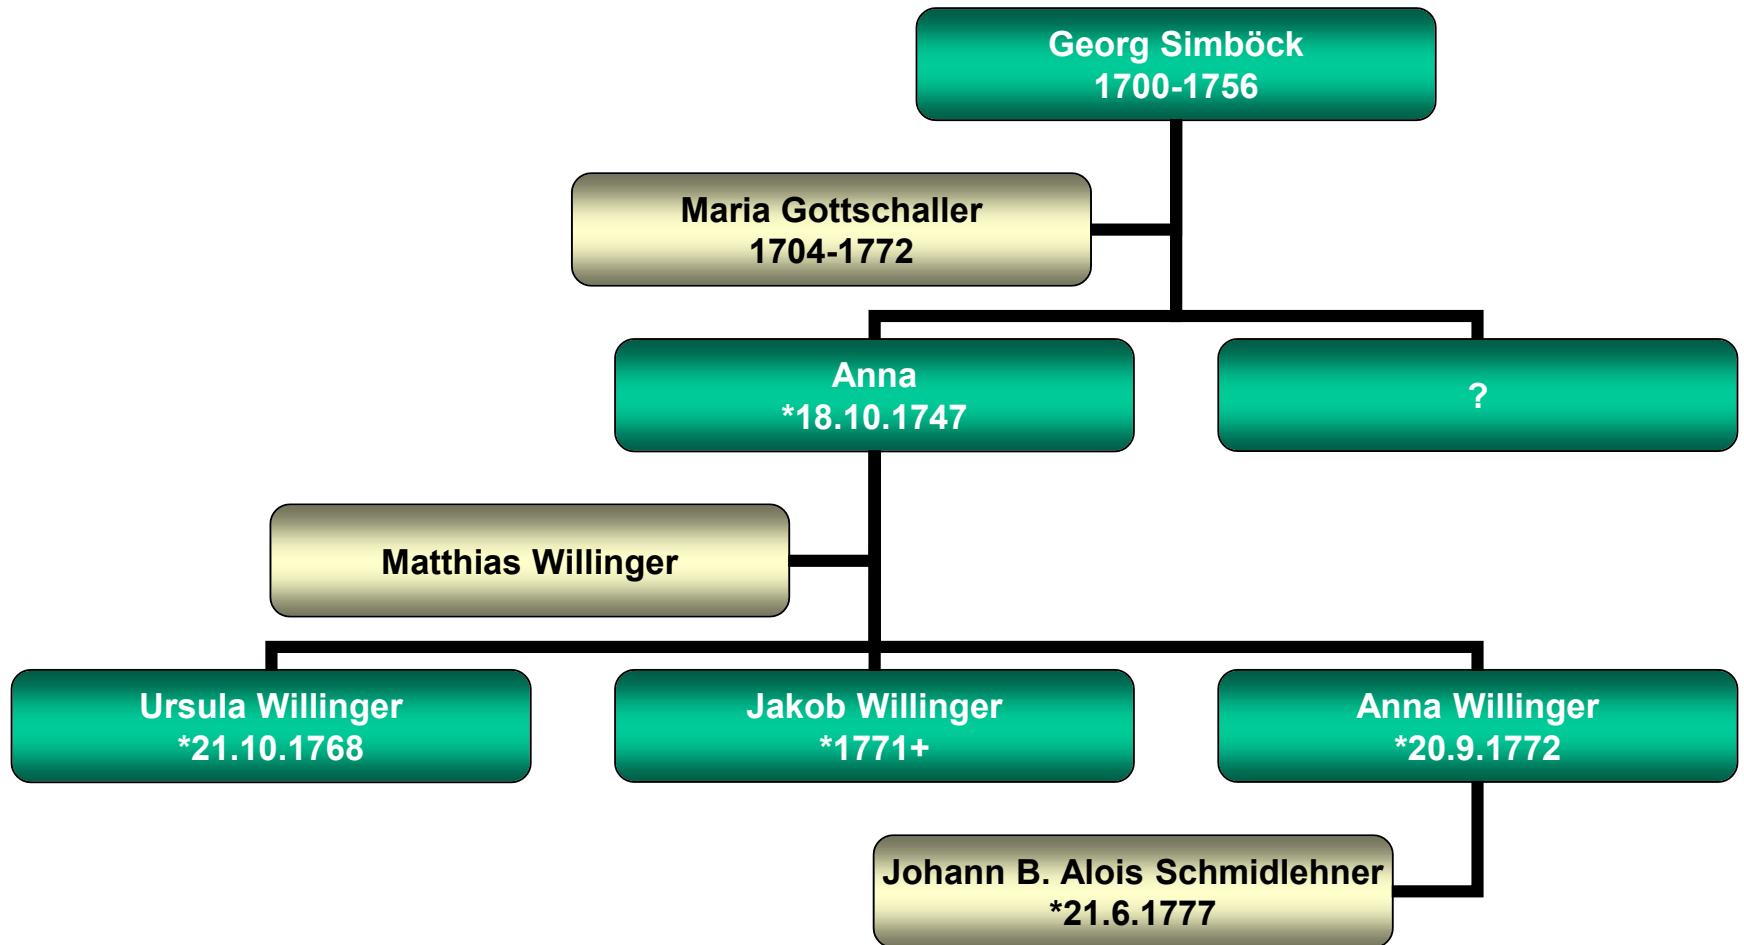 Georg Simböck
1700-1756
Maria Gottschaller
1704-1772
Anna
*18.10.1747
?
Matthias Willinger
Ursula Willinger
*21.10.1768
Jakob Willinger
*1771+
Anna Willinger
*20.9.1772
Johann B. Alois Schmidlehner
*21.6.1777